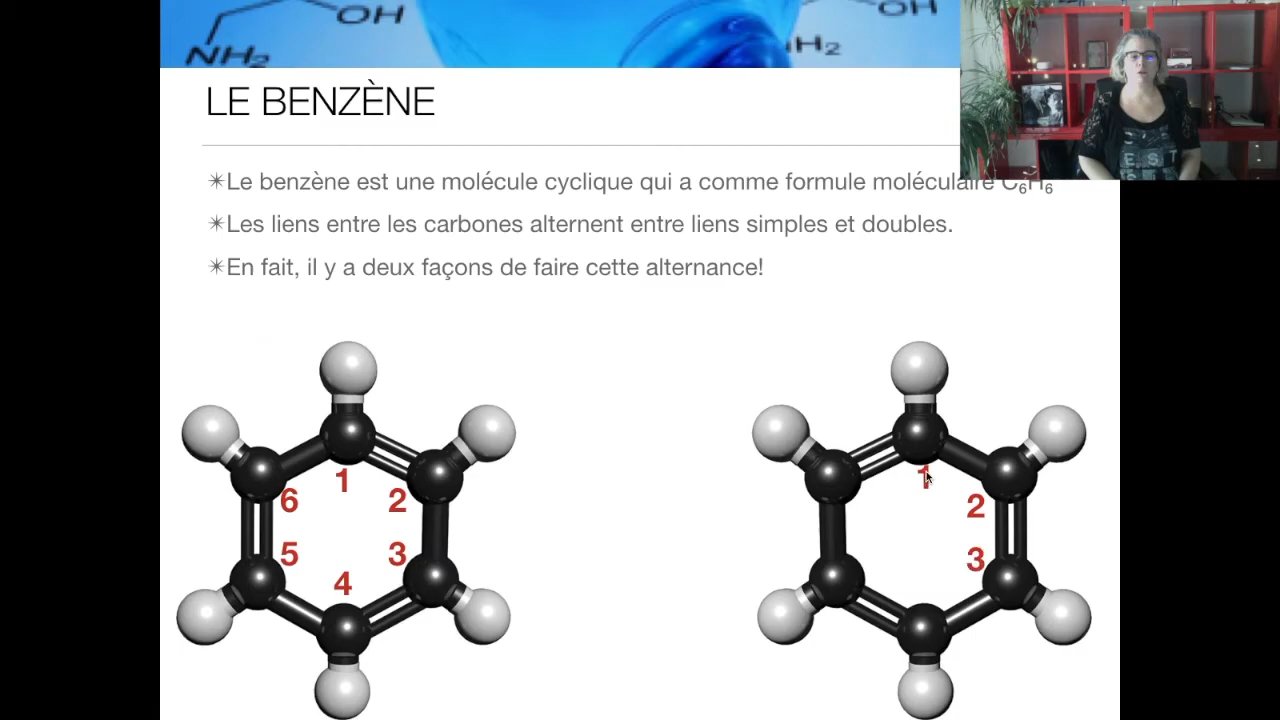 OH
OH
NH₂
H₂
LE BENZÈNE
EST
✴Le benzène est une molécule cyclique qui a comme formule moléculaire C₆H₆
✴Les liens entre les carbones alternent entre liens simples et doubles.
✴En fait, il y a deux façons de faire cette alternance!
1
6
2
5
3
4
1
2
3